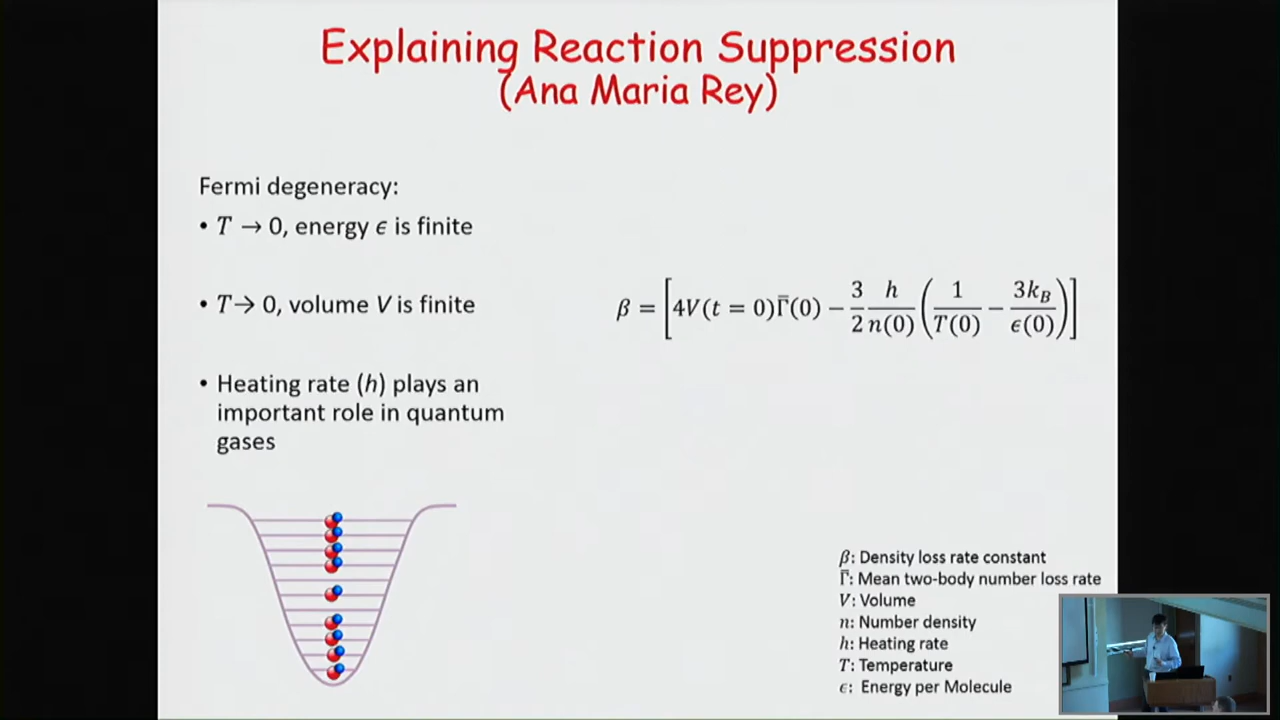 Explaining Reaction Suppression
(Ana Maria Rey)
Fermi degeneracy:
• T → 0, energy ϵ is finite
• T→ 0, volume V is finite
• Heating rate (h) plays an
important role in quantum
gases
β = [4V(t = 0)Γ̄(0) − 3/2 h/n(0) (1/T(0) − 3k_B/ϵ(0))]
β: Density loss rate constant
Γ̄: Mean two-body number loss rate
V: Volume
n: Number density
h: Heating rate
T: Temperature
ϵ: Energy per Molecule